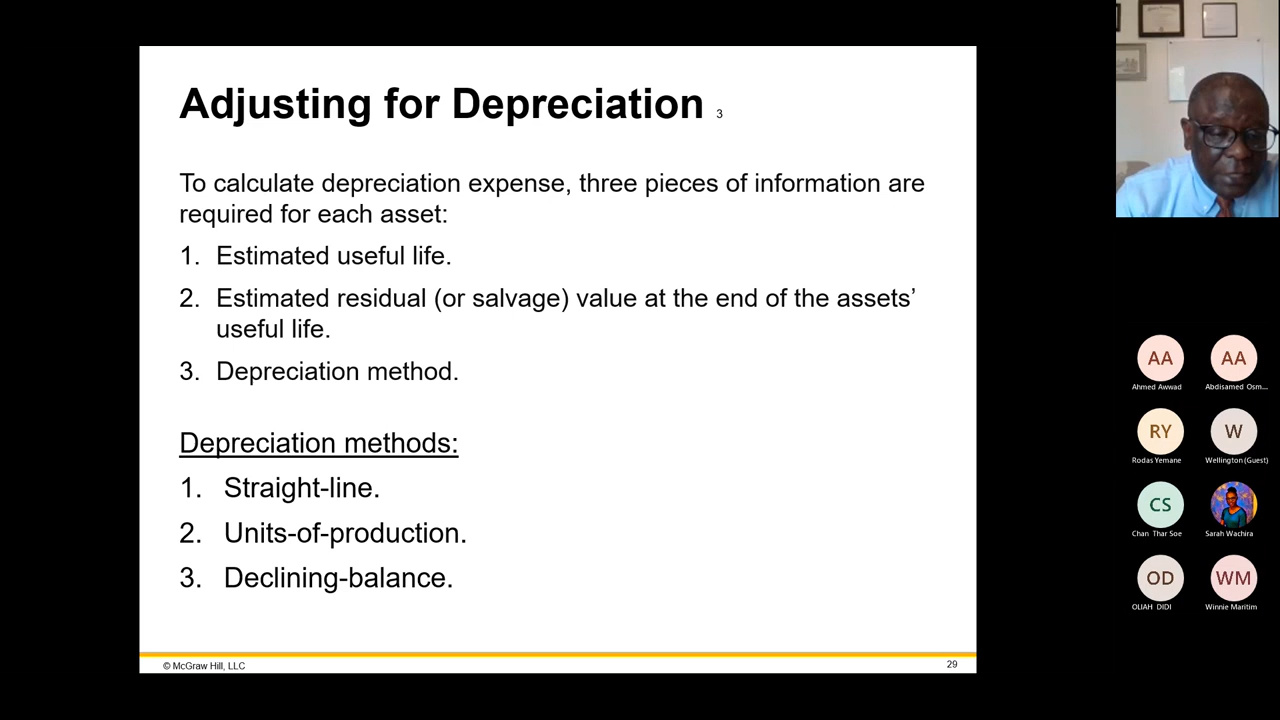 Adjusting for Depreciation 3
To calculate depreciation expense, three pieces of information are
required for each asset:
1. Estimated useful life.
2. Estimated residual (or salvage) value at the end of the assets’
useful life.
3. Depreciation method.
Depreciation methods:
1. Straight-line.
2. Units-of-production.
3. Declining-balance.
© McGraw Hill, LLC
29
AA
AA
Ahmed Awwad
Abdisamed Osm...
RY
W
Rodas Yemane
Wellington (Guest)
CS
Chan Thar Soe
Sarah Wachira
OD
WM
OLIAH DIDI
Winnie Maritim